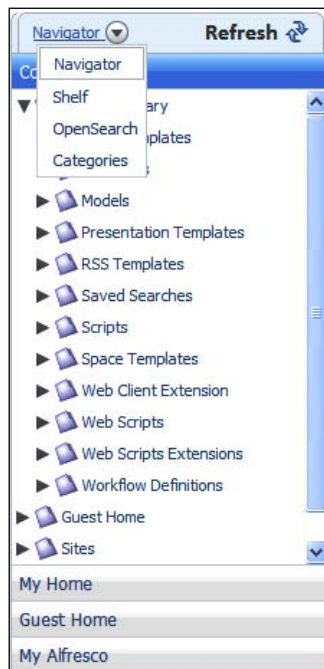 Navigator Refresh
Navigator
Shelf
OpenSearch
Categories
Models
Presentation Templates
RSS Templates
Saved Searches
Scripts
Space Templates
Web Client Extension
Web Scripts
Web Scripts Extensions
Workflow Definitions
Guest Home
Sites
My Home
Guest Home
My Alfresco